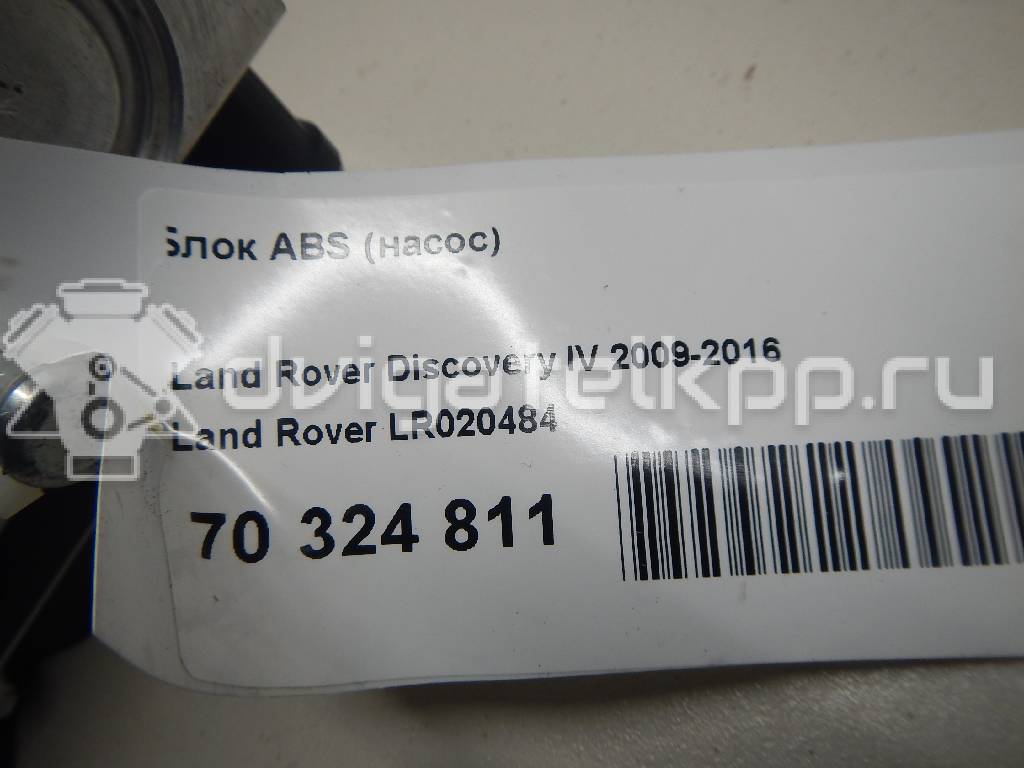 Блок ABS (насос)
Land Rover Discovery IV 2009-2016
dvigatelkpp.ru
Land Rover LR020484
70 324 811